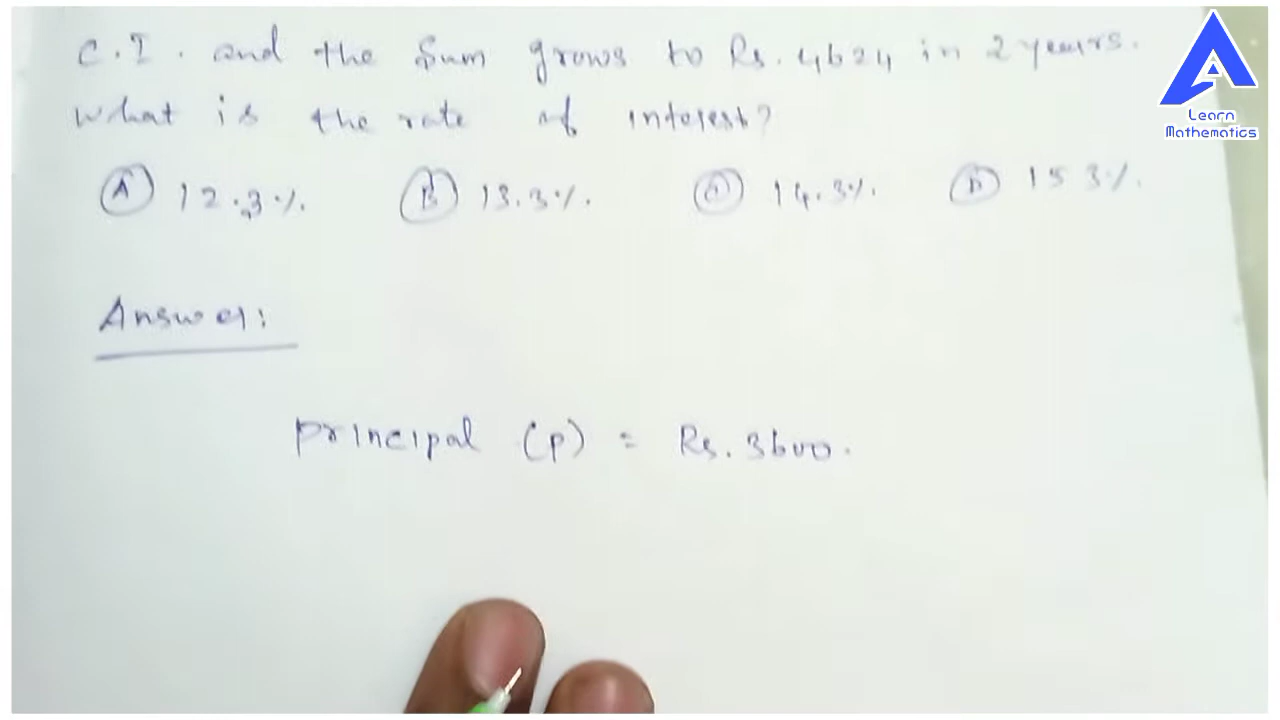 C.I. and the Sum grows to Rs. 4624 in 2 years.
What is the rate of interest?
(A) 12.3%. (B) 13.3%. (C) 14.3%. (D) 15.3%.
Answer:
Principal (P) = Rs. 3600.
Learn
Mathematics